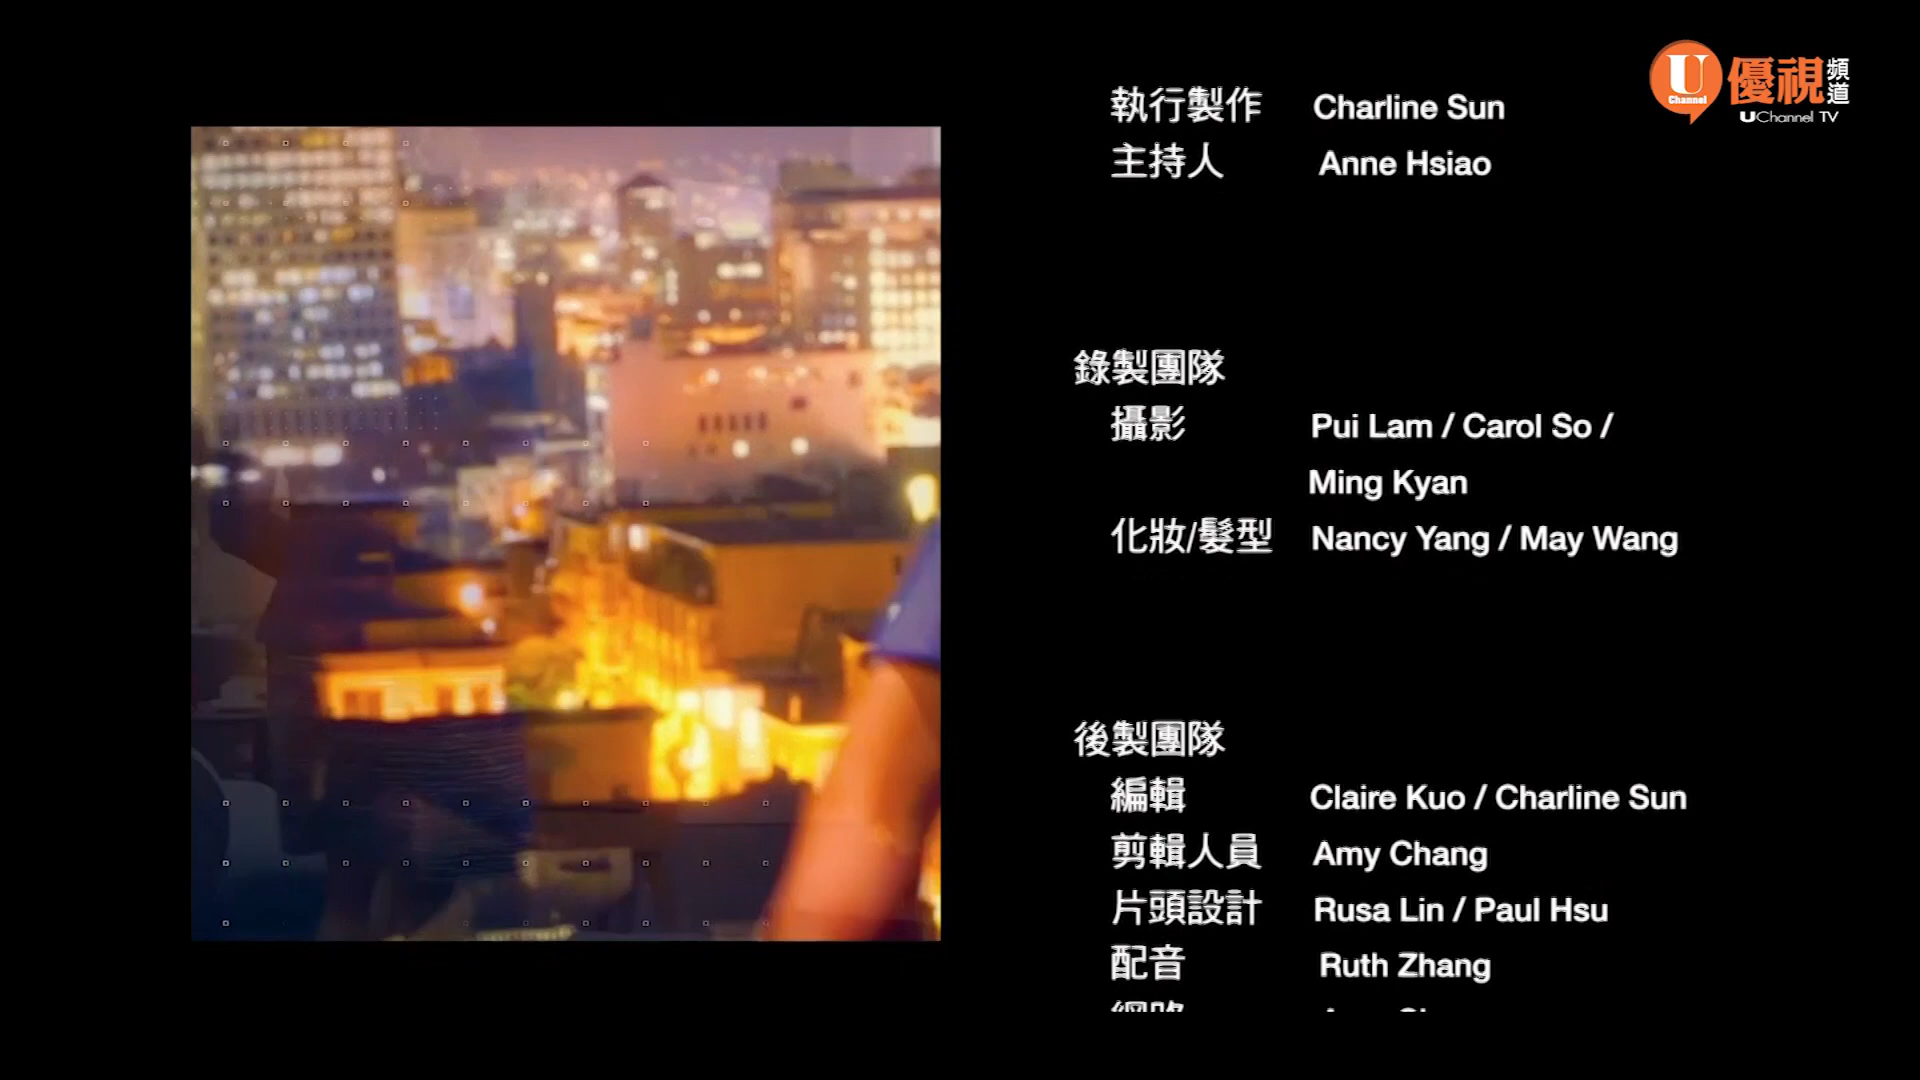 U
Channel
優視
頻道
UChannel TV
執行製作 Charline Sun
主持人 Anne Hsiao
錄製團隊
攝影 Pui Lam / Carol So /
Ming Kyan
化妝/髮型 Nancy Yang / May Wang
後製團隊
編輯 Claire Kuo / Charline Sun
剪輯人員 Amy Chang
片頭設計 Rusa Lin / Paul Hsu
配音 Ruth Zhang